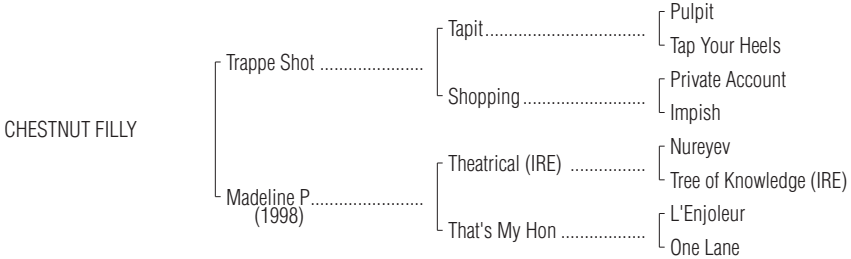 CHESTNUT FILLY
Trappe Shot ......................
Madeline P........................
(1998)
Tapit..................................
Shopping..........................
Theatrical (IRE) ................
That's My Hon ..................
Pulpit
Tap Your Heels
Private Account
Impish
Nureyev
Tree of Knowledge (IRE)
L'Enjoleur
One Lane